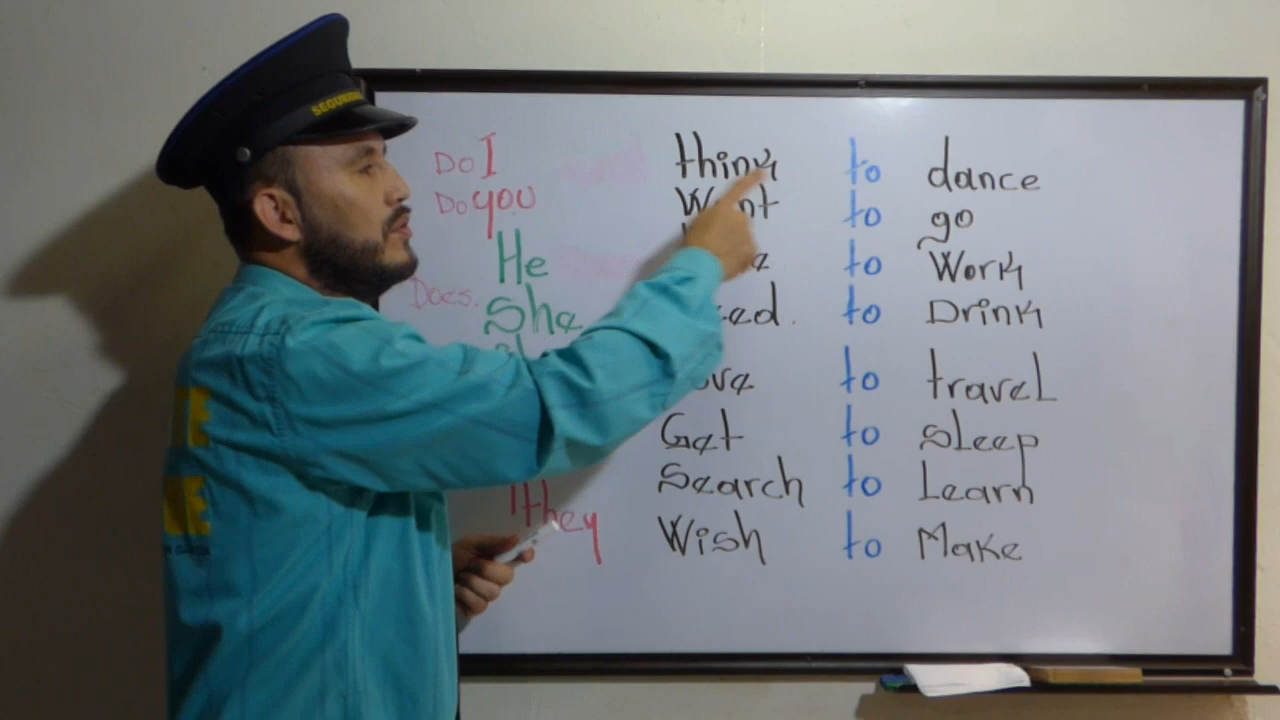 SEGURIDAD
Do I think to dance
Do you Want to go
He to Work
Does. She to Drink
to travel
Get to Sleep
Search to Learn
they Wish to Make